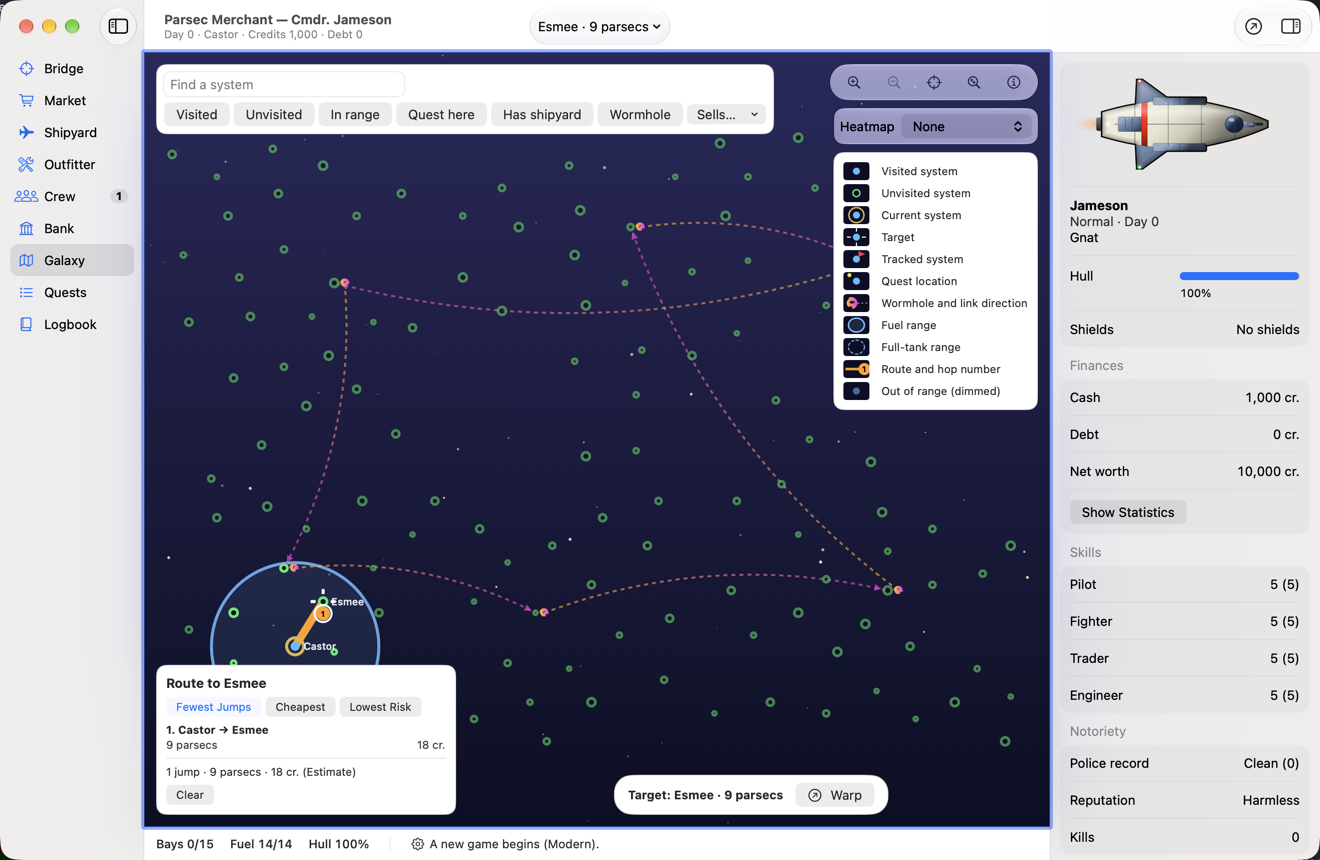 Parsec Merchant — Cmdr. Jameson
Day 0 · Castor · Credits 1,000 · Debt 0
Esmee · 9 parsecs
Bridge
Market
Shipyard
Outfitter
Crew 1
Bank
Galaxy
Quests
Logbook
Find a system
Visited Unvisited In range Quest here Has shipyard Wormhole Sells...
Heatmap None
Visited system
Unvisited system
Current system
Target
Tracked system
Quest location
Wormhole and link direction
Fuel range
Full-tank range
1 Route and hop number
Out of range (dimmed)
Esmee
1
Castor
Route to Esmee
Fewest Jumps Cheapest Lowest Risk
1. Castor → Esmee
9 parsecs 18 cr.
1 jump · 9 parsecs · 18 cr. (Estimate)
Clear
Target: Esmee · 9 parsecs Warp
Bays 0/15 Fuel 14/14 Hull 100% A new game begins (Modern).
Jameson
Normal · Day 0
Gnat
Hull
100%
Shields No shields
Finances
Cash 1,000 cr.
Debt 0 cr.
Net worth 10,000 cr.
Show Statistics
Skills
Pilot 5 (5)
Fighter 5 (5)
Trader 5 (5)
Engineer 5 (5)
Notoriety
Police record Clean (0)
Reputation Harmless
Kills 0